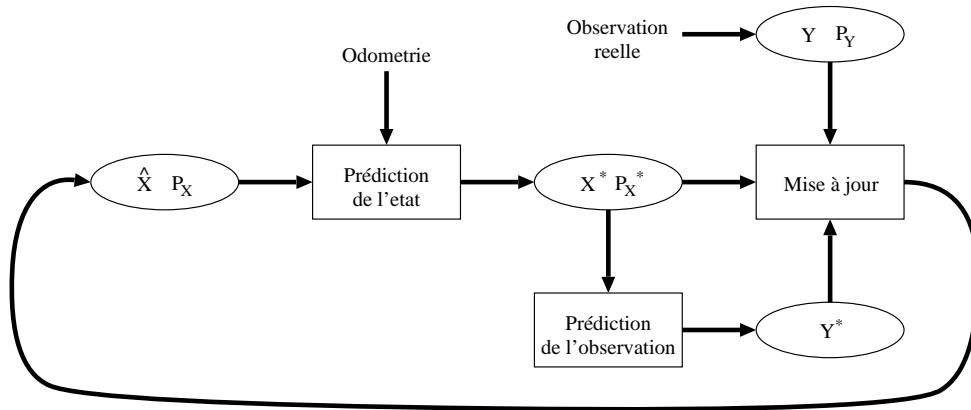 Observation
reelle
Y P_Y
Odometrie
X̂ P_X
Prédiction
de l'etat
X^* P_X^*
Mise à jour
Prédiction
de l'observation
Y^*